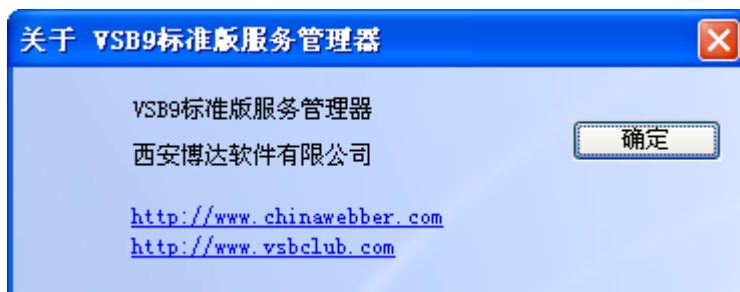 关于 VSB9标准版服务管理器
VSB9标准版服务管理器
西安博达软件有限公司
确定
http://www.chinawebber.com
http://www.vsbclub.com